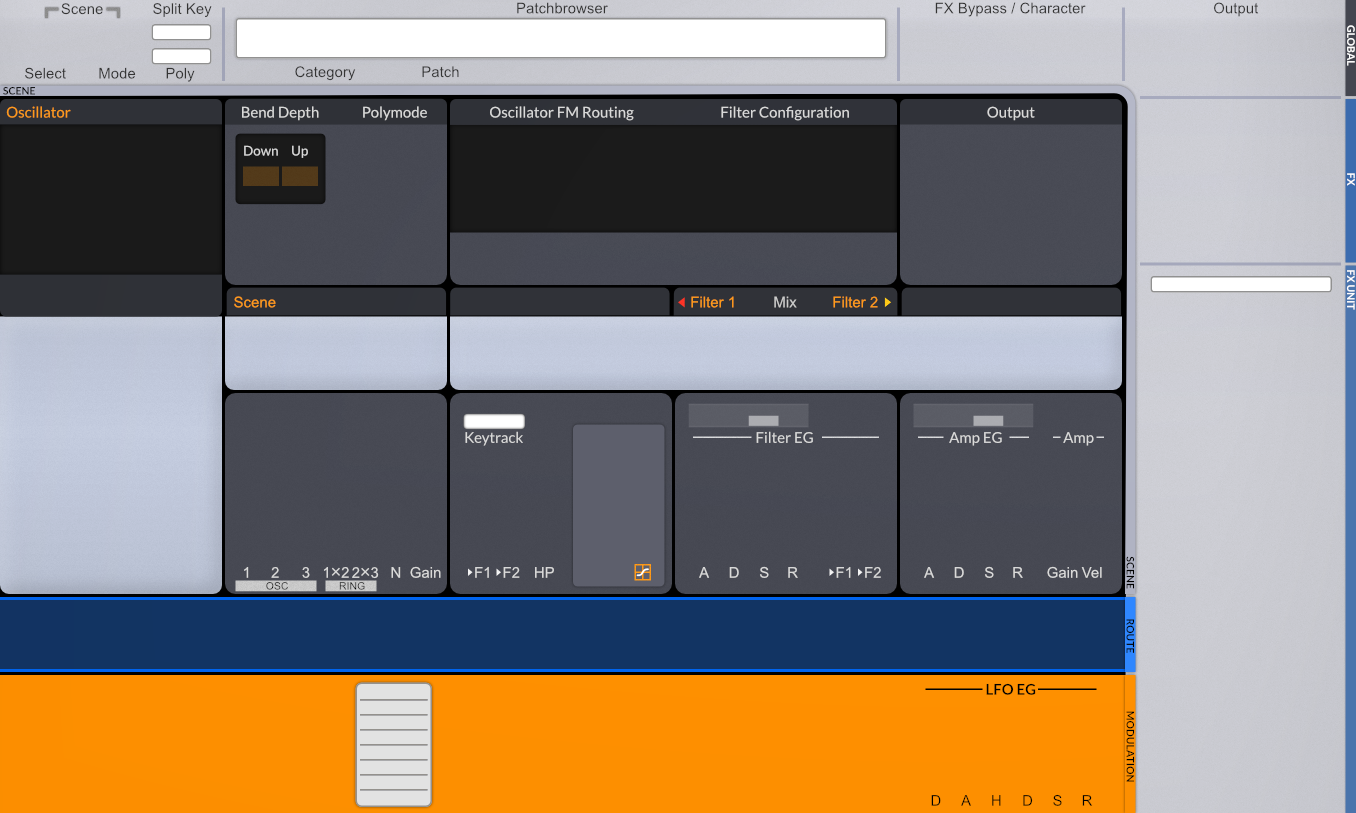 Scene Split Key Patchbrowser FX Bypass / Character Output
Select Mode Poly Category Patch
GLOBAL
SCENE
Oscillator Bend Depth Polymode Oscillator FM Routing Filter Configuration Output
Down Up
FX
Scene Filter 1 Mix Filter 2
FX UNIT
Keytrack Filter EG Amp EG Amp
1 2 3 1×2 2×3 N Gain F1 F2 HP A D S R F1 F2 A D S R Gain Vel
OSC RING
SCENE
ROUTE
LFO EG
MODULATION
D A H D S R